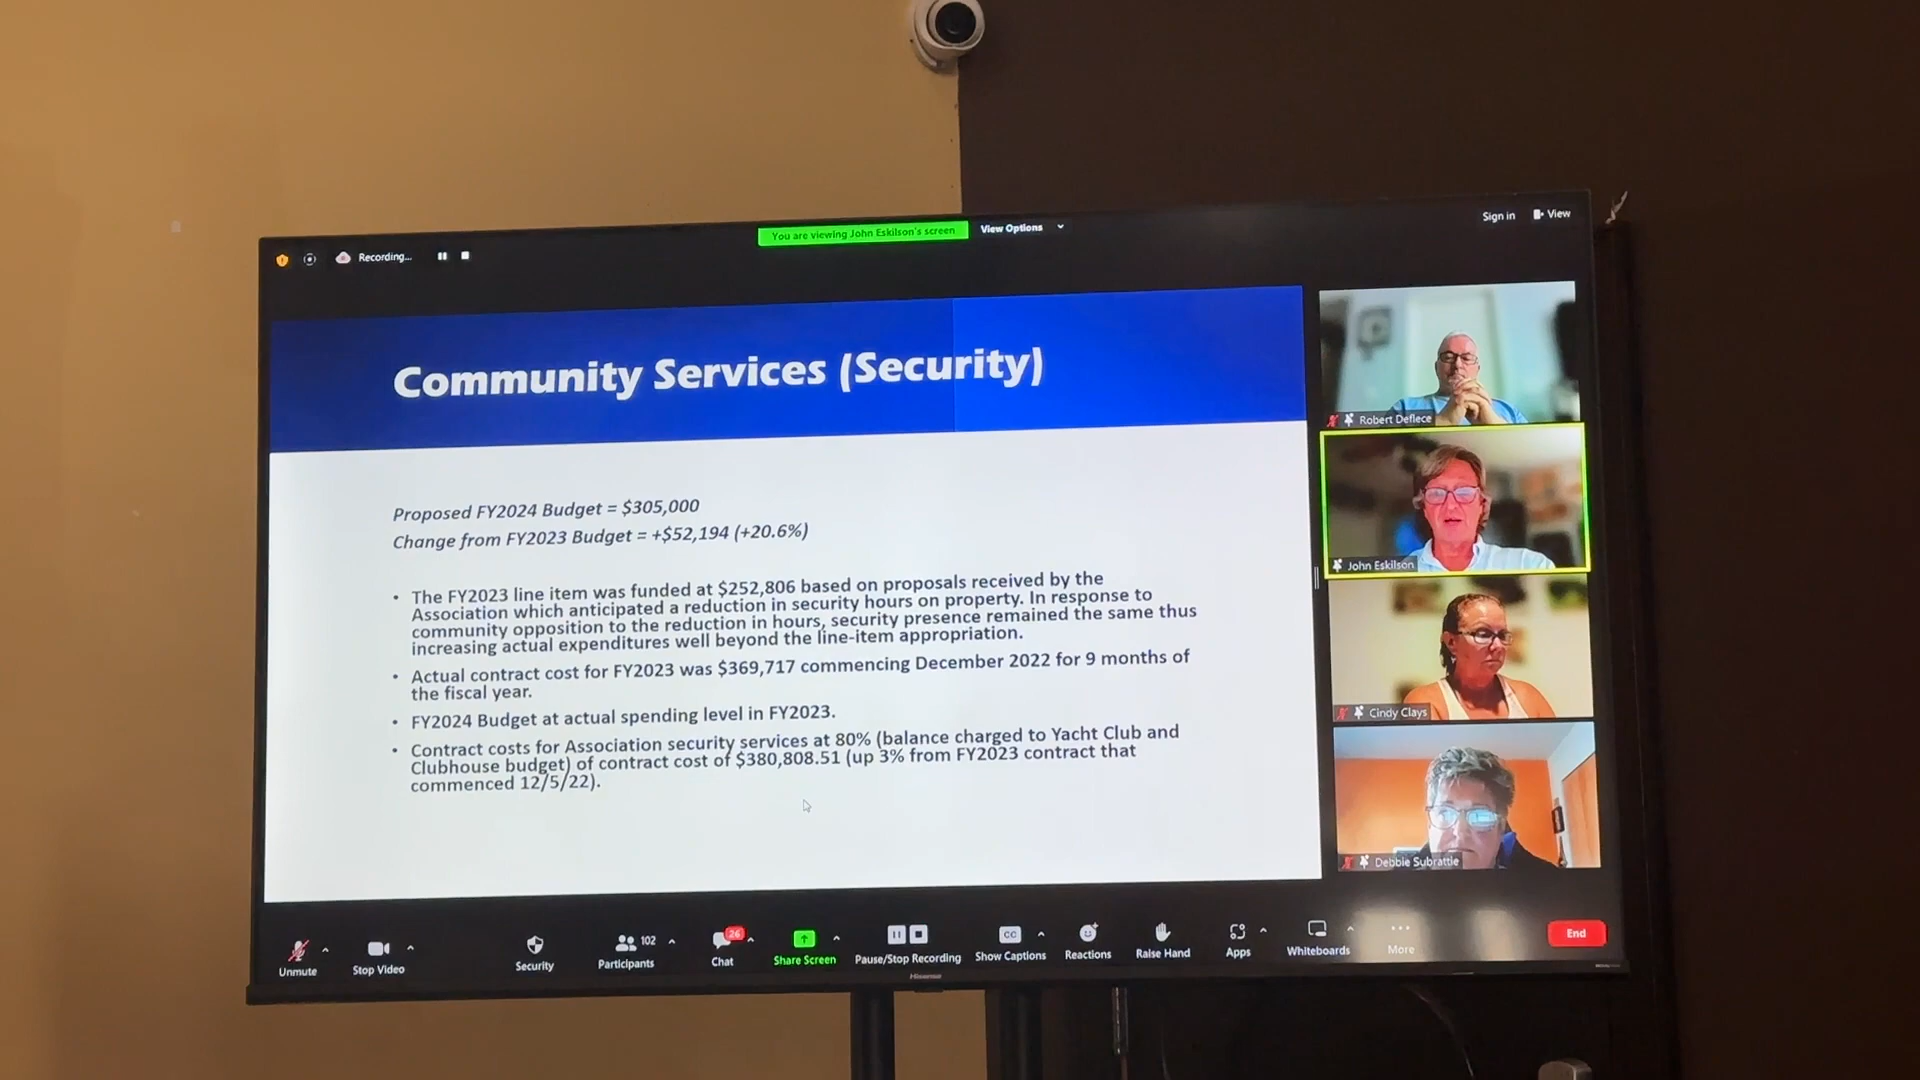 You are viewing John Eskilson's screen
View Options
Sign in
View
Recording...
Community Services (Security)
Proposed FY2024 Budget = $305,000
Change from FY2023 Budget = +$52,194 (+20.6%)
• The FY2023 line item was funded at $252,806 based on proposals received by the
Association which anticipated a reduction in security hours on property. In response to
community opposition to the reduction in hours, security presence remained the same thus
increasing actual expenditures well beyond the line-item appropriation.
• Actual contract cost for FY2023 was $369,717 commencing December 2022 for 9 months of
the fiscal year.
• FY2024 Budget at actual spending level in FY2023.
• Contract costs for Association security services at 80% (balance charged to Yacht Club and
Clubhouse budget) of contract cost of $380,808.51 (up 3% from FY2023 contract that
commenced 12/5/22).
Robert Deflece
John Eskilson
Cindy Clays
Debbie Subrattie
Unmute
Stop Video
Security
102
Participants
26
Chat
Share Screen
Pause/Stop Recording
CC
Show Captions
Reactions
Raise Hand
Apps
Whiteboards
More
End
Hisense